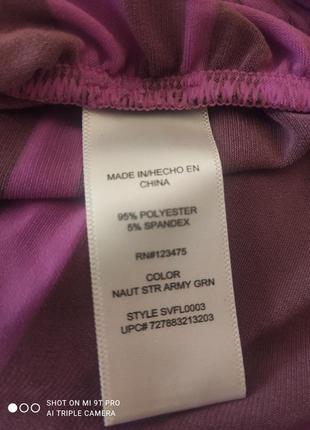 MADE IN/HECHO EN
CHINA
95% POLYESTER
5% SPANDEX
RN#123475
COLOR
NAUT STR ARMY GRN
STYLE SVFL0003
UPC# 727883213203
SHOT ON MI 9T PRO
AI TRIPLE CAMERA